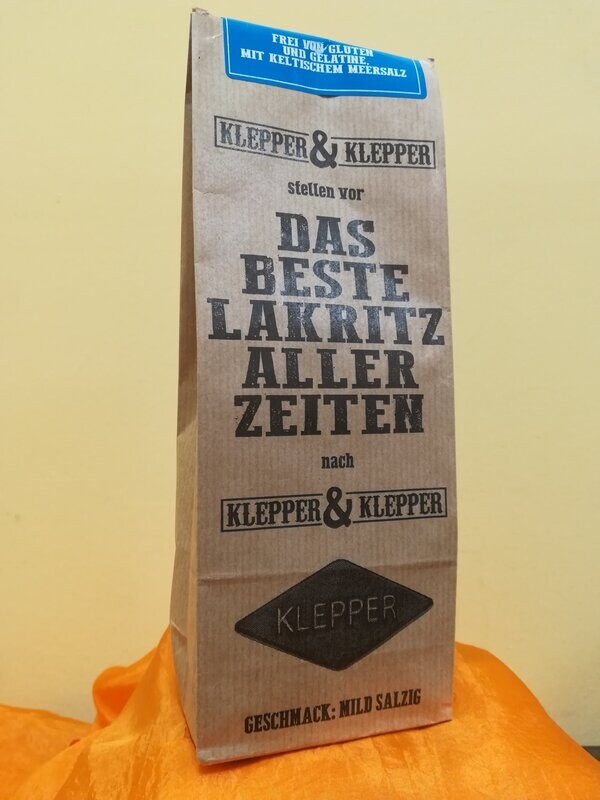 FREI VON GLUTEN
UND GELATINE.
MIT KELTISCHEM MEERSALZ
KLEPPER & KLEPPER
stellen vor
DAS
BESTE
LAKRITZ
ALLER
ZEITEN
nach
KLEPPER & KLEPPER
KLEPPER
GESCHMACK: MILD SALZIG